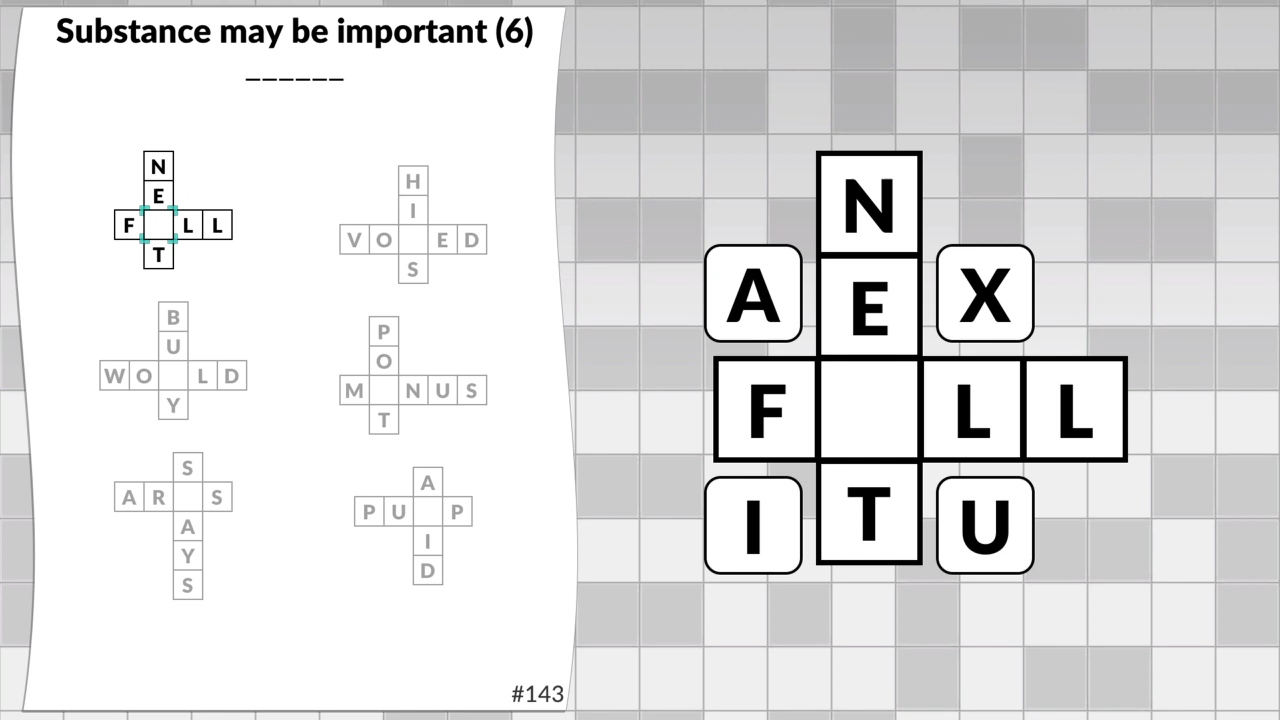 Substance may be important (6)
______
N
E
F L L
T
H
I
V O E D
S
B
U
W O L D
Y
P
O
M N U S
T
S
A R S
A
Y
S
A
P U P
I
D
#143
N
A E X
F L L
I T U